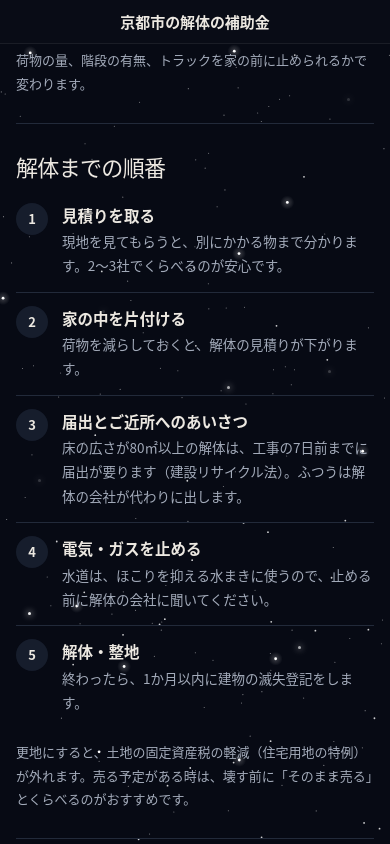 京都市の解体の補助金
荷物の量、階段の有無、トラックを家の前に止められるかで
変わります。
解体までの順番
1
見積りを取る
現地を見てもらうと、別にかかる物まで分かりま
す。2〜3社でくらべるのが安心です。
2
家の中を片付ける
荷物を減らしておくと、解体の見積りが下がりま
す。
3
届出とご近所へのあいさつ
床の広さが80㎡以上の解体は、工事の7日前までに
届出が要ります（建設リサイクル法）。ふつうは解
体の会社が代わりに出します。
4
電気・ガスを止める
水道は、ほこりを抑える水まきに使うので、止める
前に解体の会社に聞いてください。
5
解体・整地
終わったら、1か月以内に建物の滅失登記をしま
す。
更地にすると、土地の固定資産税の軽減（住宅用地の特例）
が外れます。売る予定がある時は、壊す前に「そのまま売る」
とくらべるのがおすすめです。